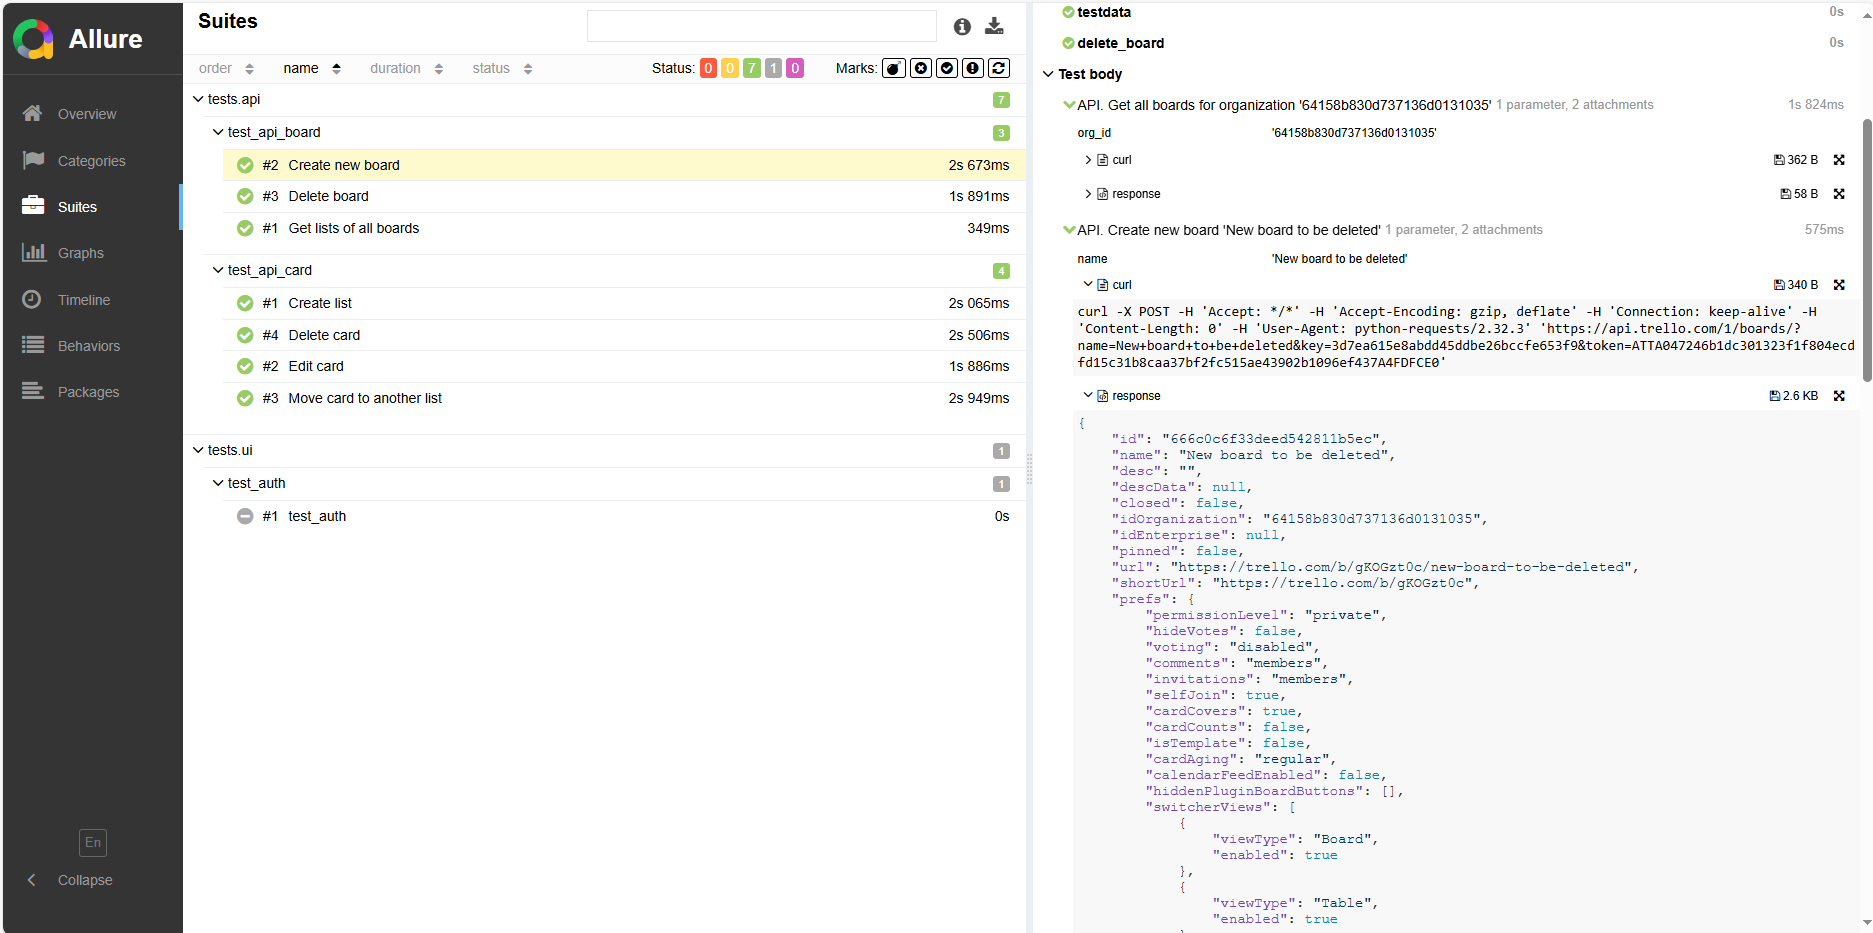 Allure
Overview
Categories
Suites
Graphs
Timeline
Behaviors
Packages
En
Collapse
Suites
order name duration status Status: 0 0 7 1 0 Marks:
tests.api 7
test_api_board 3
#2 Create new board 2s 673ms
#3 Delete board 1s 891ms
#1 Get lists of all boards 349ms
test_api_card 4
#1 Create list 2s 065ms
#4 Delete card 2s 506ms
#2 Edit card 1s 886ms
#3 Move card to another list 2s 949ms
tests.ui 1
test_auth 1
#1 test_auth 0s
testdata 0s
delete_board 0s
Test body
API. Get all boards for organization '64158b830d737136d0131035' 1 parameter, 2 attachments 1s 824ms
org_id '64158b830d737136d0131035'
curl 362 B
response 58 B
API. Create new board 'New board to be deleted' 1 parameter, 2 attachments 575ms
name 'New board to be deleted'
curl 340 B
curl -X POST -H 'Accept: */*' -H 'Accept-Encoding: gzip, deflate' -H 'Connection: keep-alive' -H
'Content-Length: 0' -H 'User-Agent: python-requests/2.32.3' 'https://api.trello.com/1/boards/?
name=New+board+to+be+deleted&key=3d7ea615e8abdd45ddbe26bccfe653f9&token=ATTA047246b1dc301323f1f804ecd
fd15c31b8caa37bf2fc515ae43902b1096ef437A4FDFCE0'
response 2.6 KB
{
"id": "666c0c6f33deed542811b5ec",
"name": "New board to be deleted",
"desc": "",
"descData": null,
"closed": false,
"idOrganization": "64158b830d737136d0131035",
"idEnterprise": null,
"pinned": false,
"url": "https://trello.com/b/gKOGzt0c/new-board-to-be-deleted",
"shortUrl": "https://trello.com/b/gKOGzt0c",
"prefs": {
"permissionLevel": "private",
"hideVotes": false,
"voting": "disabled",
"comments": "members",
"invitations": "members",
"selfJoin": true,
"cardCovers": true,
"cardCounts": false,
"isTemplate": false,
"cardAging": "regular",
"calendarFeedEnabled": false,
"hiddenPluginBoardButtons": [],
"switcherViews": [
{
"viewType": "Board",
"enabled": true
},
{
"viewType": "Table",
"enabled": true